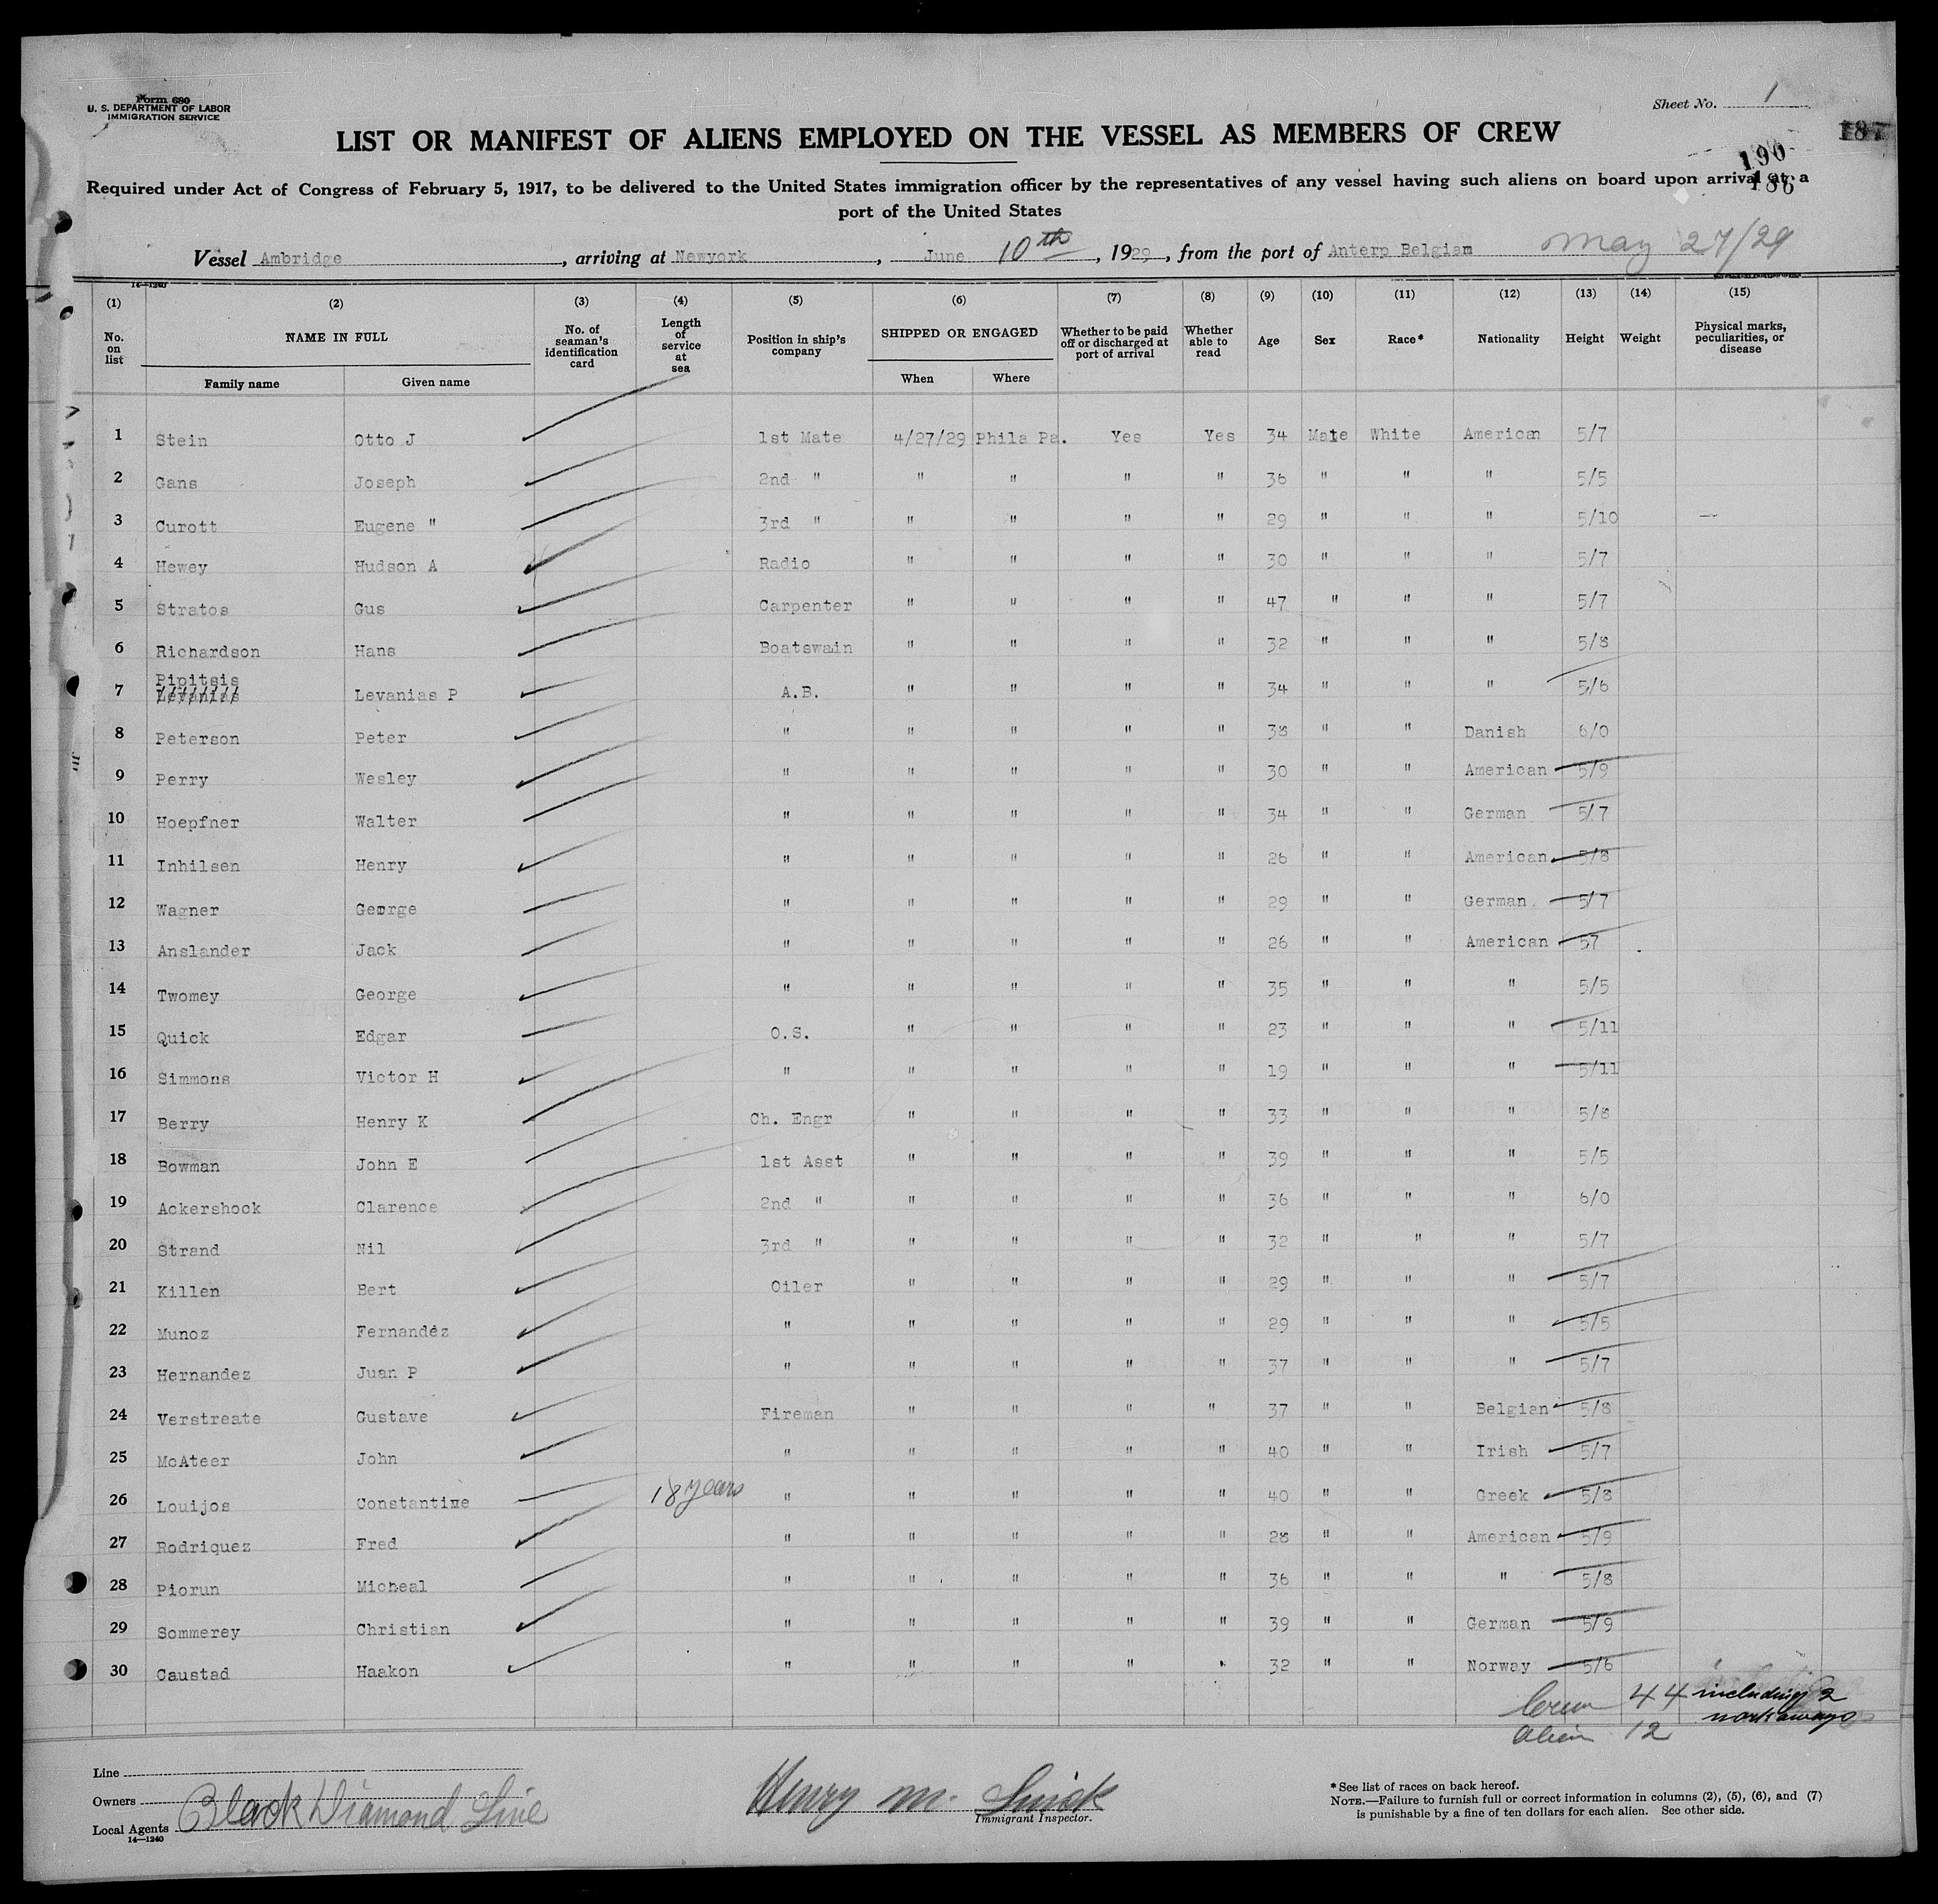 Form 680
U. S. DEPARTMENT OF LABOR
IMMIGRATION SERVICE
Sheet No. 1
187
LIST OR MANIFEST OF ALIENS EMPLOYED ON THE VESSEL AS MEMBERS OF CREW
190
186
Required under Act of Congress of February 5, 1917, to be delivered to the United States immigration officer by the representatives of any vessel having such aliens on board upon arrival at a
port of the United States
Vessel Ambridge, arriving at Newyork, June 10th, 1929, from the port of Anterp Belgiam May 27/29
14—1240
(1) (2) (3) (4) (5) (6) (7) (8) (9) (10) (11) (12) (13) (14) (15)
No. on list NAME IN FULL Family name Given name No. of seaman's identification card Length of service at sea Position in ship's company SHIPPED OR ENGAGED When Where Whether to be paid off or discharged at port of arrival Whether able to read Age Sex Race* Nationality Height Weight Physical marks, peculiarities, or disease
1 Stein Otto J 1st Mate 4/27/29 Phila Pa. Yes Yes 34 Male White American 5/7
2 Gans Joseph 2nd " " " " " 36 " " " 5/5
3 Curott Eugene " 3rd " " " " " 29 " " " 5/10
4 Hewey Hudson A Radio " " " " 30 " " " 5/7
5 Stratos Gus Carpenter " " " " 47 " " " 5/7
6 Richardson Hans Boatswain " " " " 32 " " " 5/8
Pipitsis
7 Levanias Levanias P A.B. " " " " 34 " " " 5/6
8 Peterson Peter " " " " " 38 " " Danish 6/0
9 Perry Wesley " " " " " 30 " " American 5/9
10 Hoepfner Walter " " " " " 34 " " German 5/7
11 Inhilsen Henry " " " " " 26 " " American 5/8
12 Wagner George " " " " " 29 " " German 5/7
13 Anslander Jack " " " " " 26 " " American 57
14 Twomey George " " " " " 35 " " " 5/5
15 Quick Edgar O.S. " " " " 23 " " " 5/11
16 Simmons Victor H " " " " " 19 " " " 5/11
17 Berry Henry K Ch. Engr " " " " 33 " " " 5/8
18 Bowman John E 1st Asst " " " " 39 " " " 5/5
19 Ackershock Clarence 2nd " " " " " 36 " " " 6/0
20 Strand Nil 3rd " " " " " 32 " " " 5/7
21 Killen Bert Oiler " " " " 29 " " " 5/7
22 Munoz Fernandez " " " " " 29 " " " 5/5
23 Hernandez Juan P " " " " " 37 " " " 5/7
24 Verstreate Gustave Fireman " " " " 37 " " Belgian 5/8
25 McAteer John " " " " " 40 " " Irish 5/7
26 Louijos Constantine 18 years " " " " " 40 " " Greek 5/8
27 Rodriquez Fred " " " " " 28 " " American 5/9
28 Piorun Micheal " " " " " 36 " " " 5/8
29 Sommerey Christian " " " " " 39 " " German 5/9
30 Caustad Haakon " " " " " 32 " " Norway 5/6
Crew 44 including 2
workaways
Alien 12
Line
Owners
Local Agents Black Diamond Line
14—1240
Henry M.
Immigrant Inspector.
* See list of races on back hereof.
NOTE.—Failure to furnish full or correct information in columns (2), (5), (6), and (7)
is punishable by a fine of ten dollars for each alien. See other side.